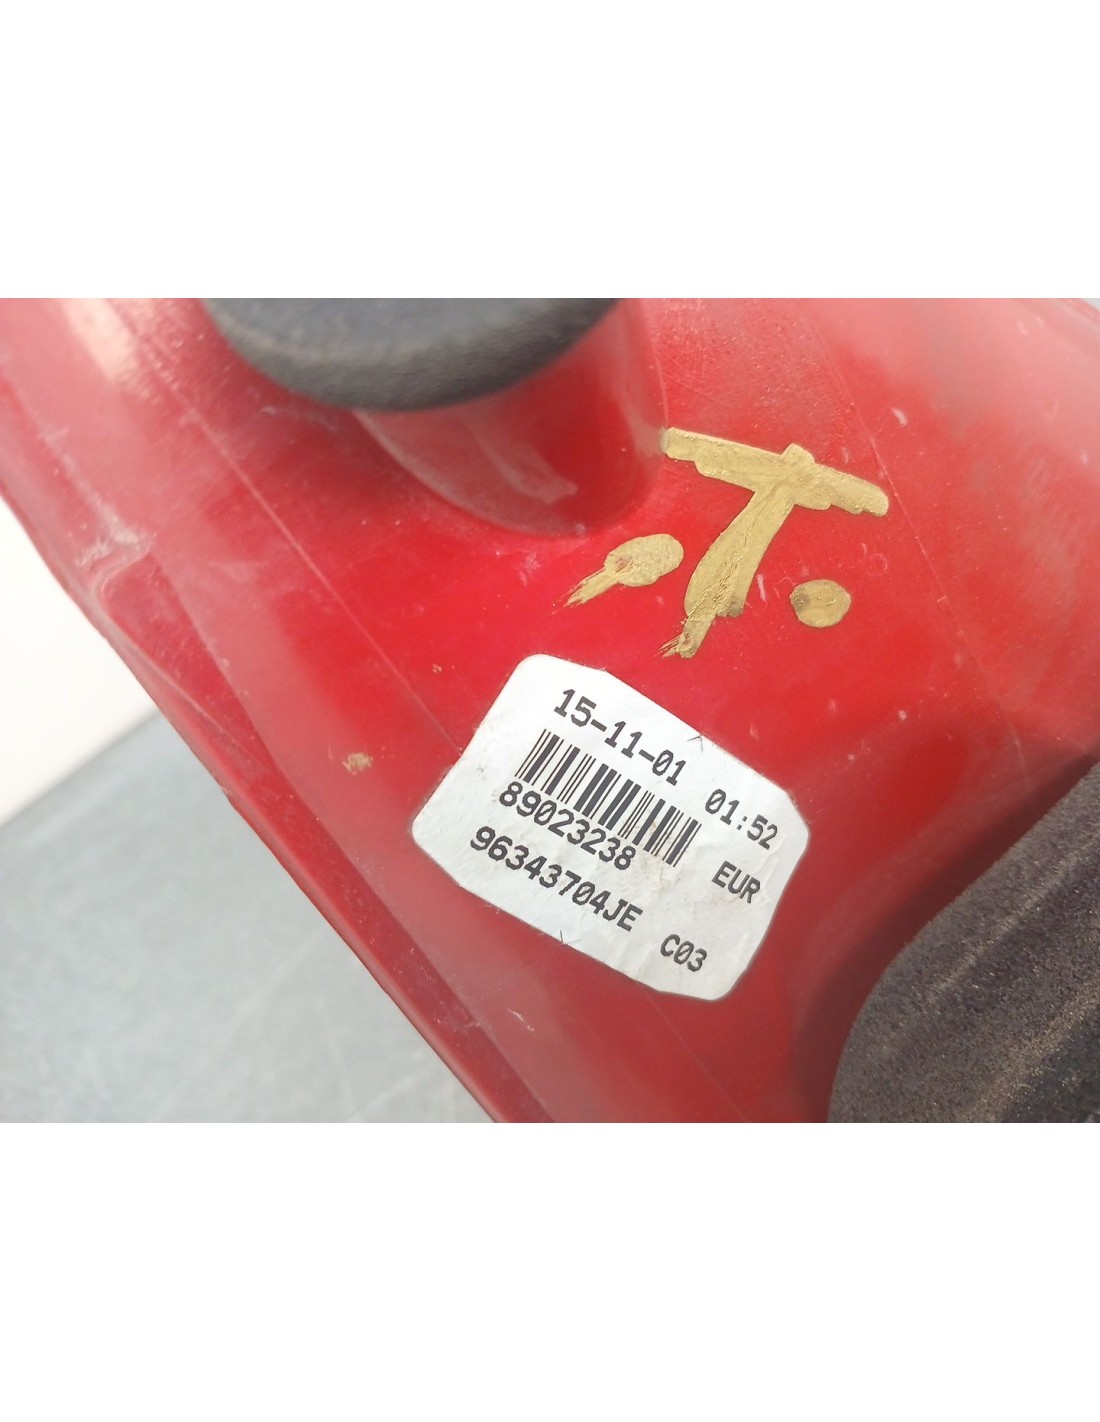 .T.
15-11-01 01:52
89023238 EUR
96343704JE C03